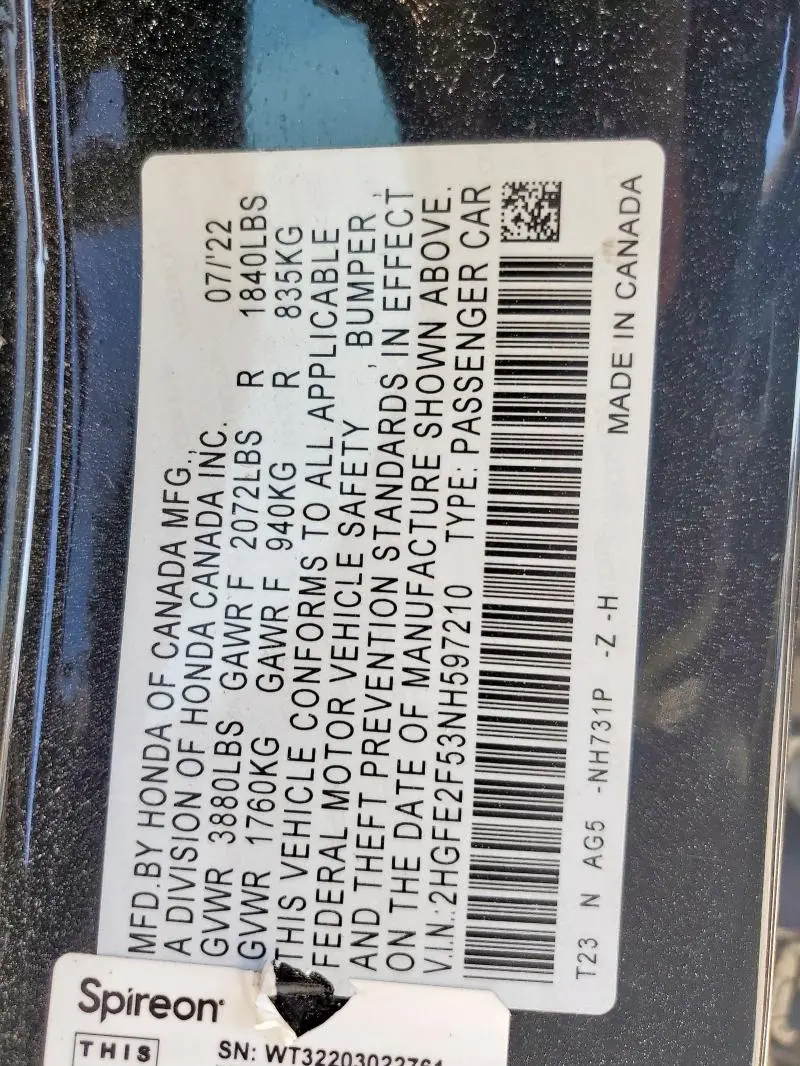 MFD.BY HONDA OF CANADA MFG.,
A DIVISION OF HONDA CANADA INC. 07/'22
GVWR 3880LBS GAWR F 2072LBS R 1840LBS
GVWR 1760KG GAWR F 940KG R 835KG
THIS VEHICLE CONFORMS TO ALL APPLICABLE
FEDERAL MOTOR VEHICLE SAFETY , BUMPER ,
AND THEFT PREVENTION STANDARDS IN EFFECT
ON THE DATE OF MANUFACTURE SHOWN ABOVE.
V.I.N.:2HGFE2F53NH597210 TYPE: PASSENGER CAR
T23 N AG5 -NH731P -Z -H
MADE IN CANADA
Spireon
THIS
SN: WT32203022761